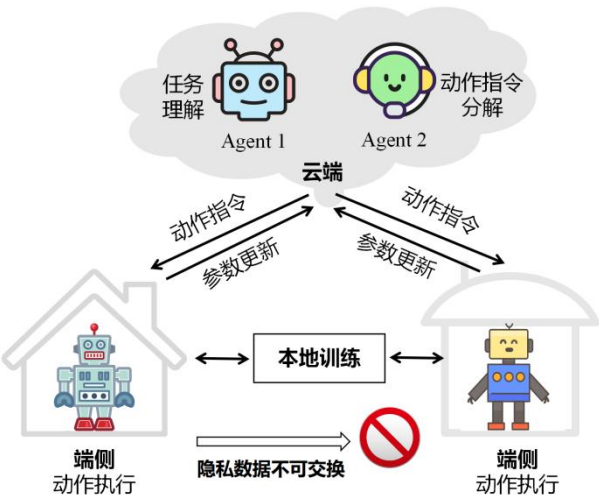 任务
理解
动作指令
分解
Agent 1
Agent 2
云端
动作指令
参数更新
动作指令
参数更新
本地训练
隐私数据不可交换
端侧
动作执行
端侧
动作执行